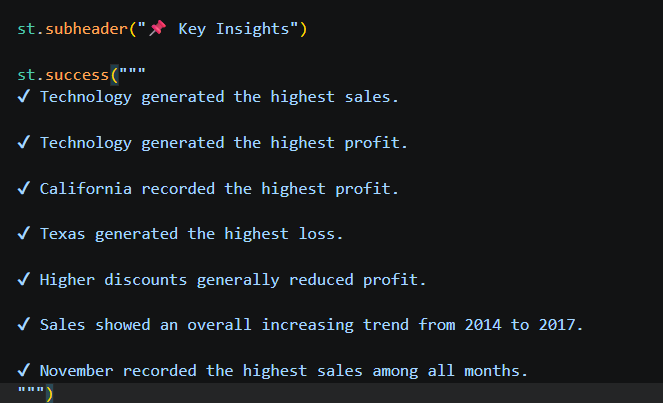 st.subheader("📌 Key Insights")
st.success("""
✔ Technology generated the highest sales.
✔ Technology generated the highest profit.
✔ California recorded the highest profit.
✔ Texas generated the highest loss.
✔ Higher discounts generally reduced profit.
✔ Sales showed an overall increasing trend from 2014 to 2017.
✔ November recorded the highest sales among all months.
""")